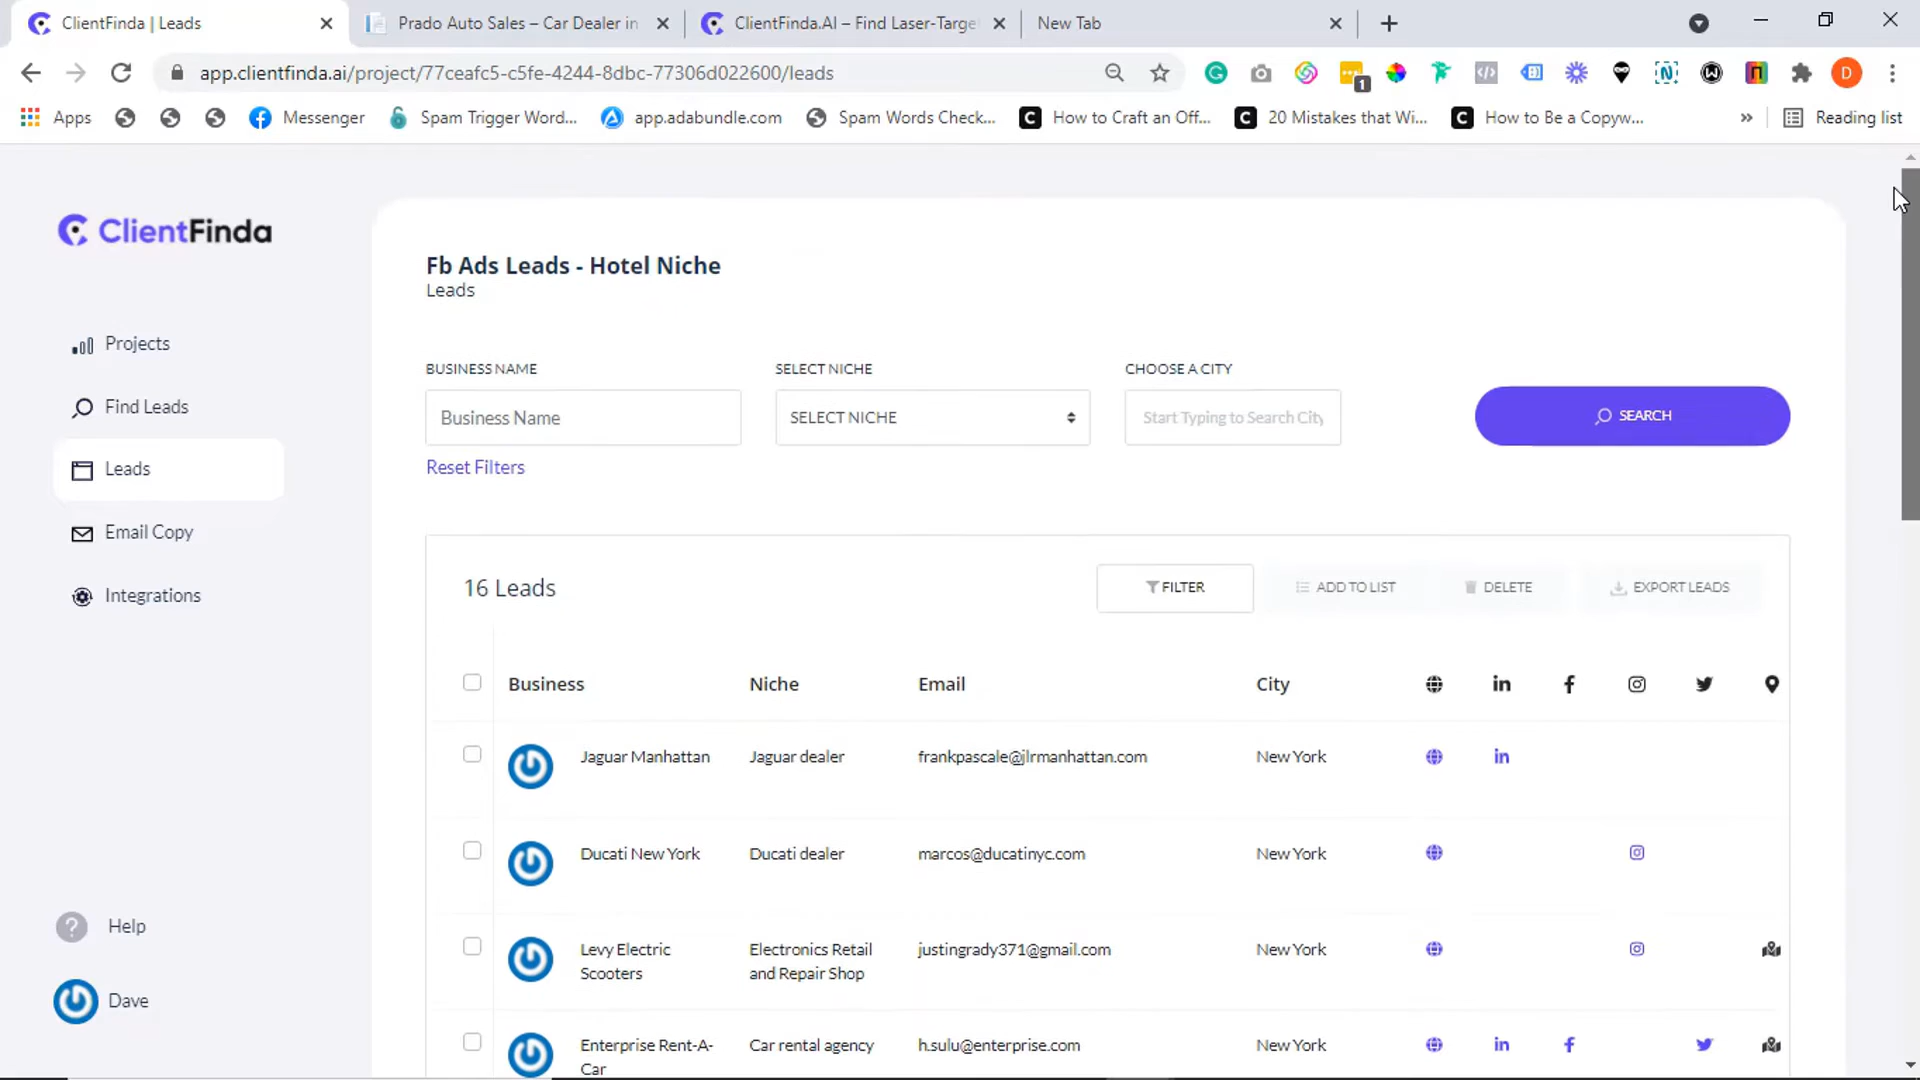 ClientFinda | Leads
Prado Auto Sales – Car Dealer in
ClientFinda.AI – Find Laser-Targe
New Tab
app.clientfinda.ai/project/77ceafc5-c5fe-4244-8dbc-77306d022600/leads
1
D
Apps
Messenger
Spam Trigger Word...
app.adabundle.com
Spam Words Check...
How to Craft an Off...
20 Mistakes that Wi...
How to Be a Copyw...
»
Reading list
ClientFinda
Projects
Find Leads
Leads
Email Copy
Integrations
Help
Dave
Fb Ads Leads - Hotel Niche
Leads
BUSINESS NAME
SELECT NICHE
CHOOSE A CITY
Business Name
SELECT NICHE
Start Typing to Search City
SEARCH
Reset Filters
16 Leads
FILTER
ADD TO LIST
DELETE
EXPORT LEADS
Business Niche Email City
Jaguar Manhattan Jaguar dealer frankpascale@jlrmanhattan.com New York
Ducati New York Ducati dealer marcos@ducatinyc.com New York
Levy Electric Electronics Retail justingrady371@gmail.com New York
Scooters and Repair Shop
Enterprise Rent-A- Car rental agency h.sulu@enterprise.com New York
Car